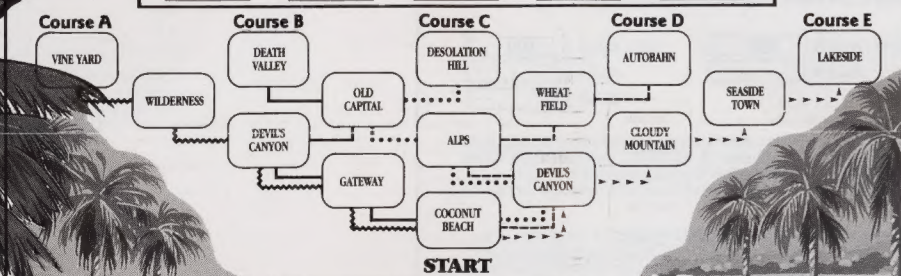 Course A
Course B
Course C
Course D
Course E
VINE YARD
DEATH
VALLEY
DESOLATION
HILL
AUTOBAHN
LAKESIDE
WILDERNESS
OLD
CAPITAL
WHEAT-
FIELD
SEASIDE
TOWN
DEVIL'S
CANYON
ALPS
CLOUDY
MOUNTAIN
GATEWAY
DEVIL'S
CANYON
COCONUT
BEACH
START